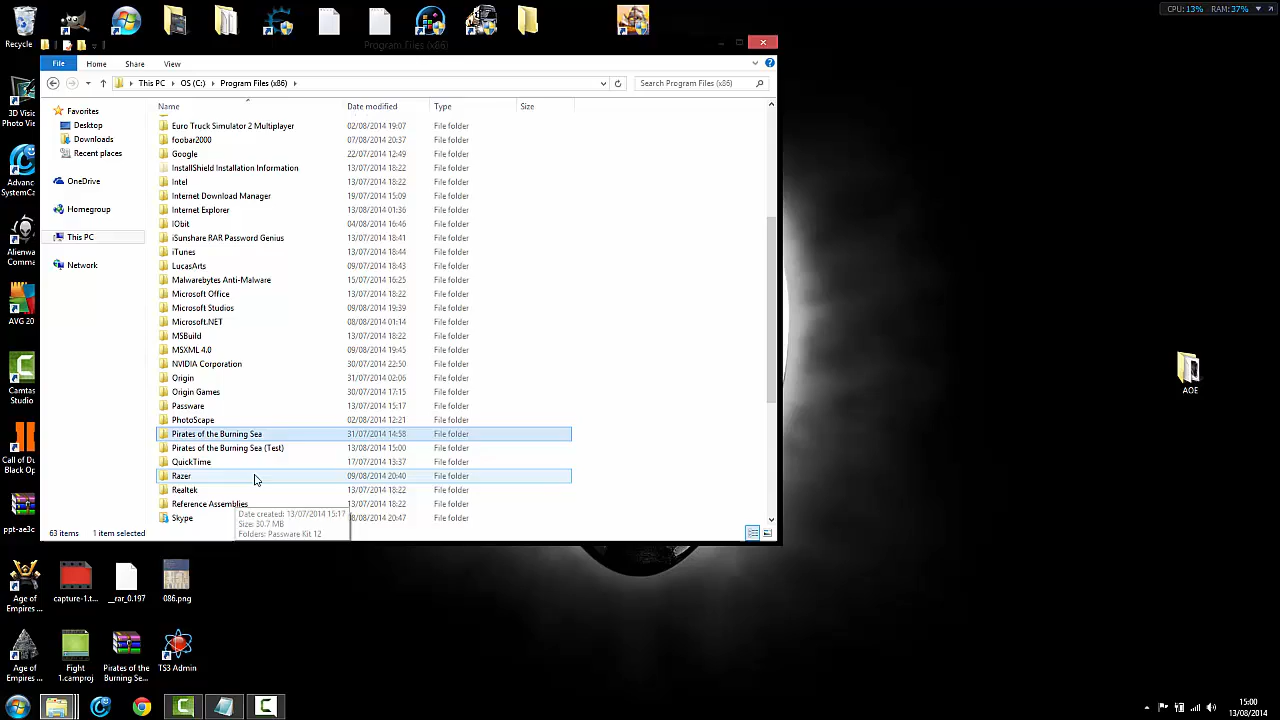 CPU: 13% RAM: 37%
Recycle
3D Vision
Photo Vi
Advanc
SystemCa
Alienwa
Comma
AVG 20
Camtas
Studio
Call of Du
Black Op
ppt-ae3c
Program Files (x86)
File Home Share View
This PC OS (C:) Program Files (x86)
Search Program Files (x86)
Favorites
Desktop
Downloads
Recent places
OneDrive
Homegroup
This PC
Network
Name Date modified Type Size
Euro Truck Simulator 2 Multiplayer 02/08/2014 19:07 File folder
foobar2000 07/08/2014 20:37 File folder
Google 22/07/2014 12:49 File folder
InstallShield Installation Information 13/07/2014 18:22 File folder
Intel 13/07/2014 18:22 File folder
Internet Download Manager 19/07/2014 15:09 File folder
Internet Explorer 13/08/2014 01:36 File folder
IObit 04/08/2014 16:46 File folder
iSunshare RAR Password Genius 13/07/2014 18:41 File folder
iTunes 13/07/2014 18:44 File folder
LucasArts 09/07/2014 18:43 File folder
Malwarebytes Anti-Malware 15/07/2014 16:25 File folder
Microsoft Office 13/07/2014 18:22 File folder
Microsoft Studios 09/08/2014 19:39 File folder
Microsoft.NET 08/08/2014 01:14 File folder
MSBuild 13/07/2014 18:22 File folder
MSXML 4.0 09/08/2014 19:45 File folder
NVIDIA Corporation 30/07/2014 22:50 File folder
Origin 31/07/2014 02:06 File folder
Origin Games 30/07/2014 17:15 File folder
Passware 13/07/2014 15:17 File folder
PhotoScape 02/08/2014 12:21 File folder
Pirates of the Burning Sea 31/07/2014 14:58 File folder
Pirates of the Burning Sea (Test) 13/08/2014 15:00 File folder
QuickTime 17/07/2014 13:37 File folder
Razer 09/08/2014 20:40 File folder
Realtek 13/07/2014 18:22 File folder
Reference Assemblies 13/07/2014 18:22 File folder
Skype 08/2014 20:47 File folder
Date created: 13/07/2014 15:17
Size: 30.7 MB
Folders: Passware Kit 12
63 items 1 item selected
AOE
Age of
Empires ...
capture-1.t...
__rar_0.197
086.png
Age of
Empires ...
Fight
1.camproj
Pirates of the
Burning Se...
TS3 Admin
15:00
13/08/2014